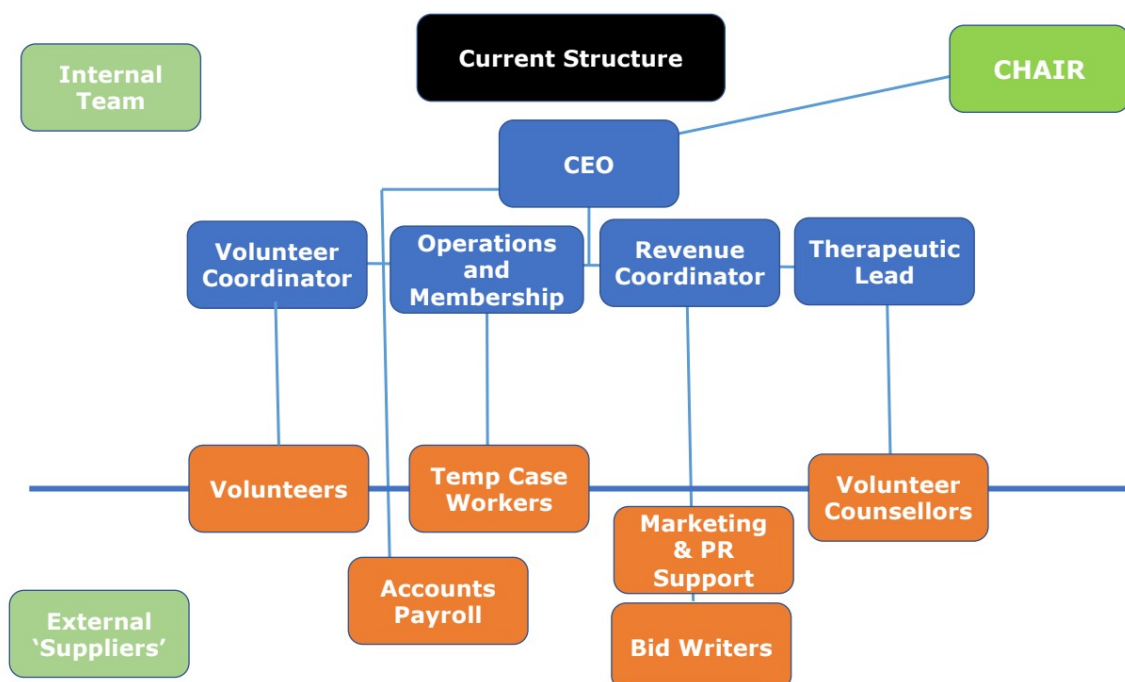 Current Structure
Internal
Team
CHAIR
CEO
Volunteer
Coordinator
Operations
and
Membership
Revenue
Coordinator
Therapeutic
Lead
Volunteers
Temp Case
Workers
Volunteer
Counsellors
Marketing
& PR
Support
Accounts
Payroll
External
‘Suppliers’
Bid Writers